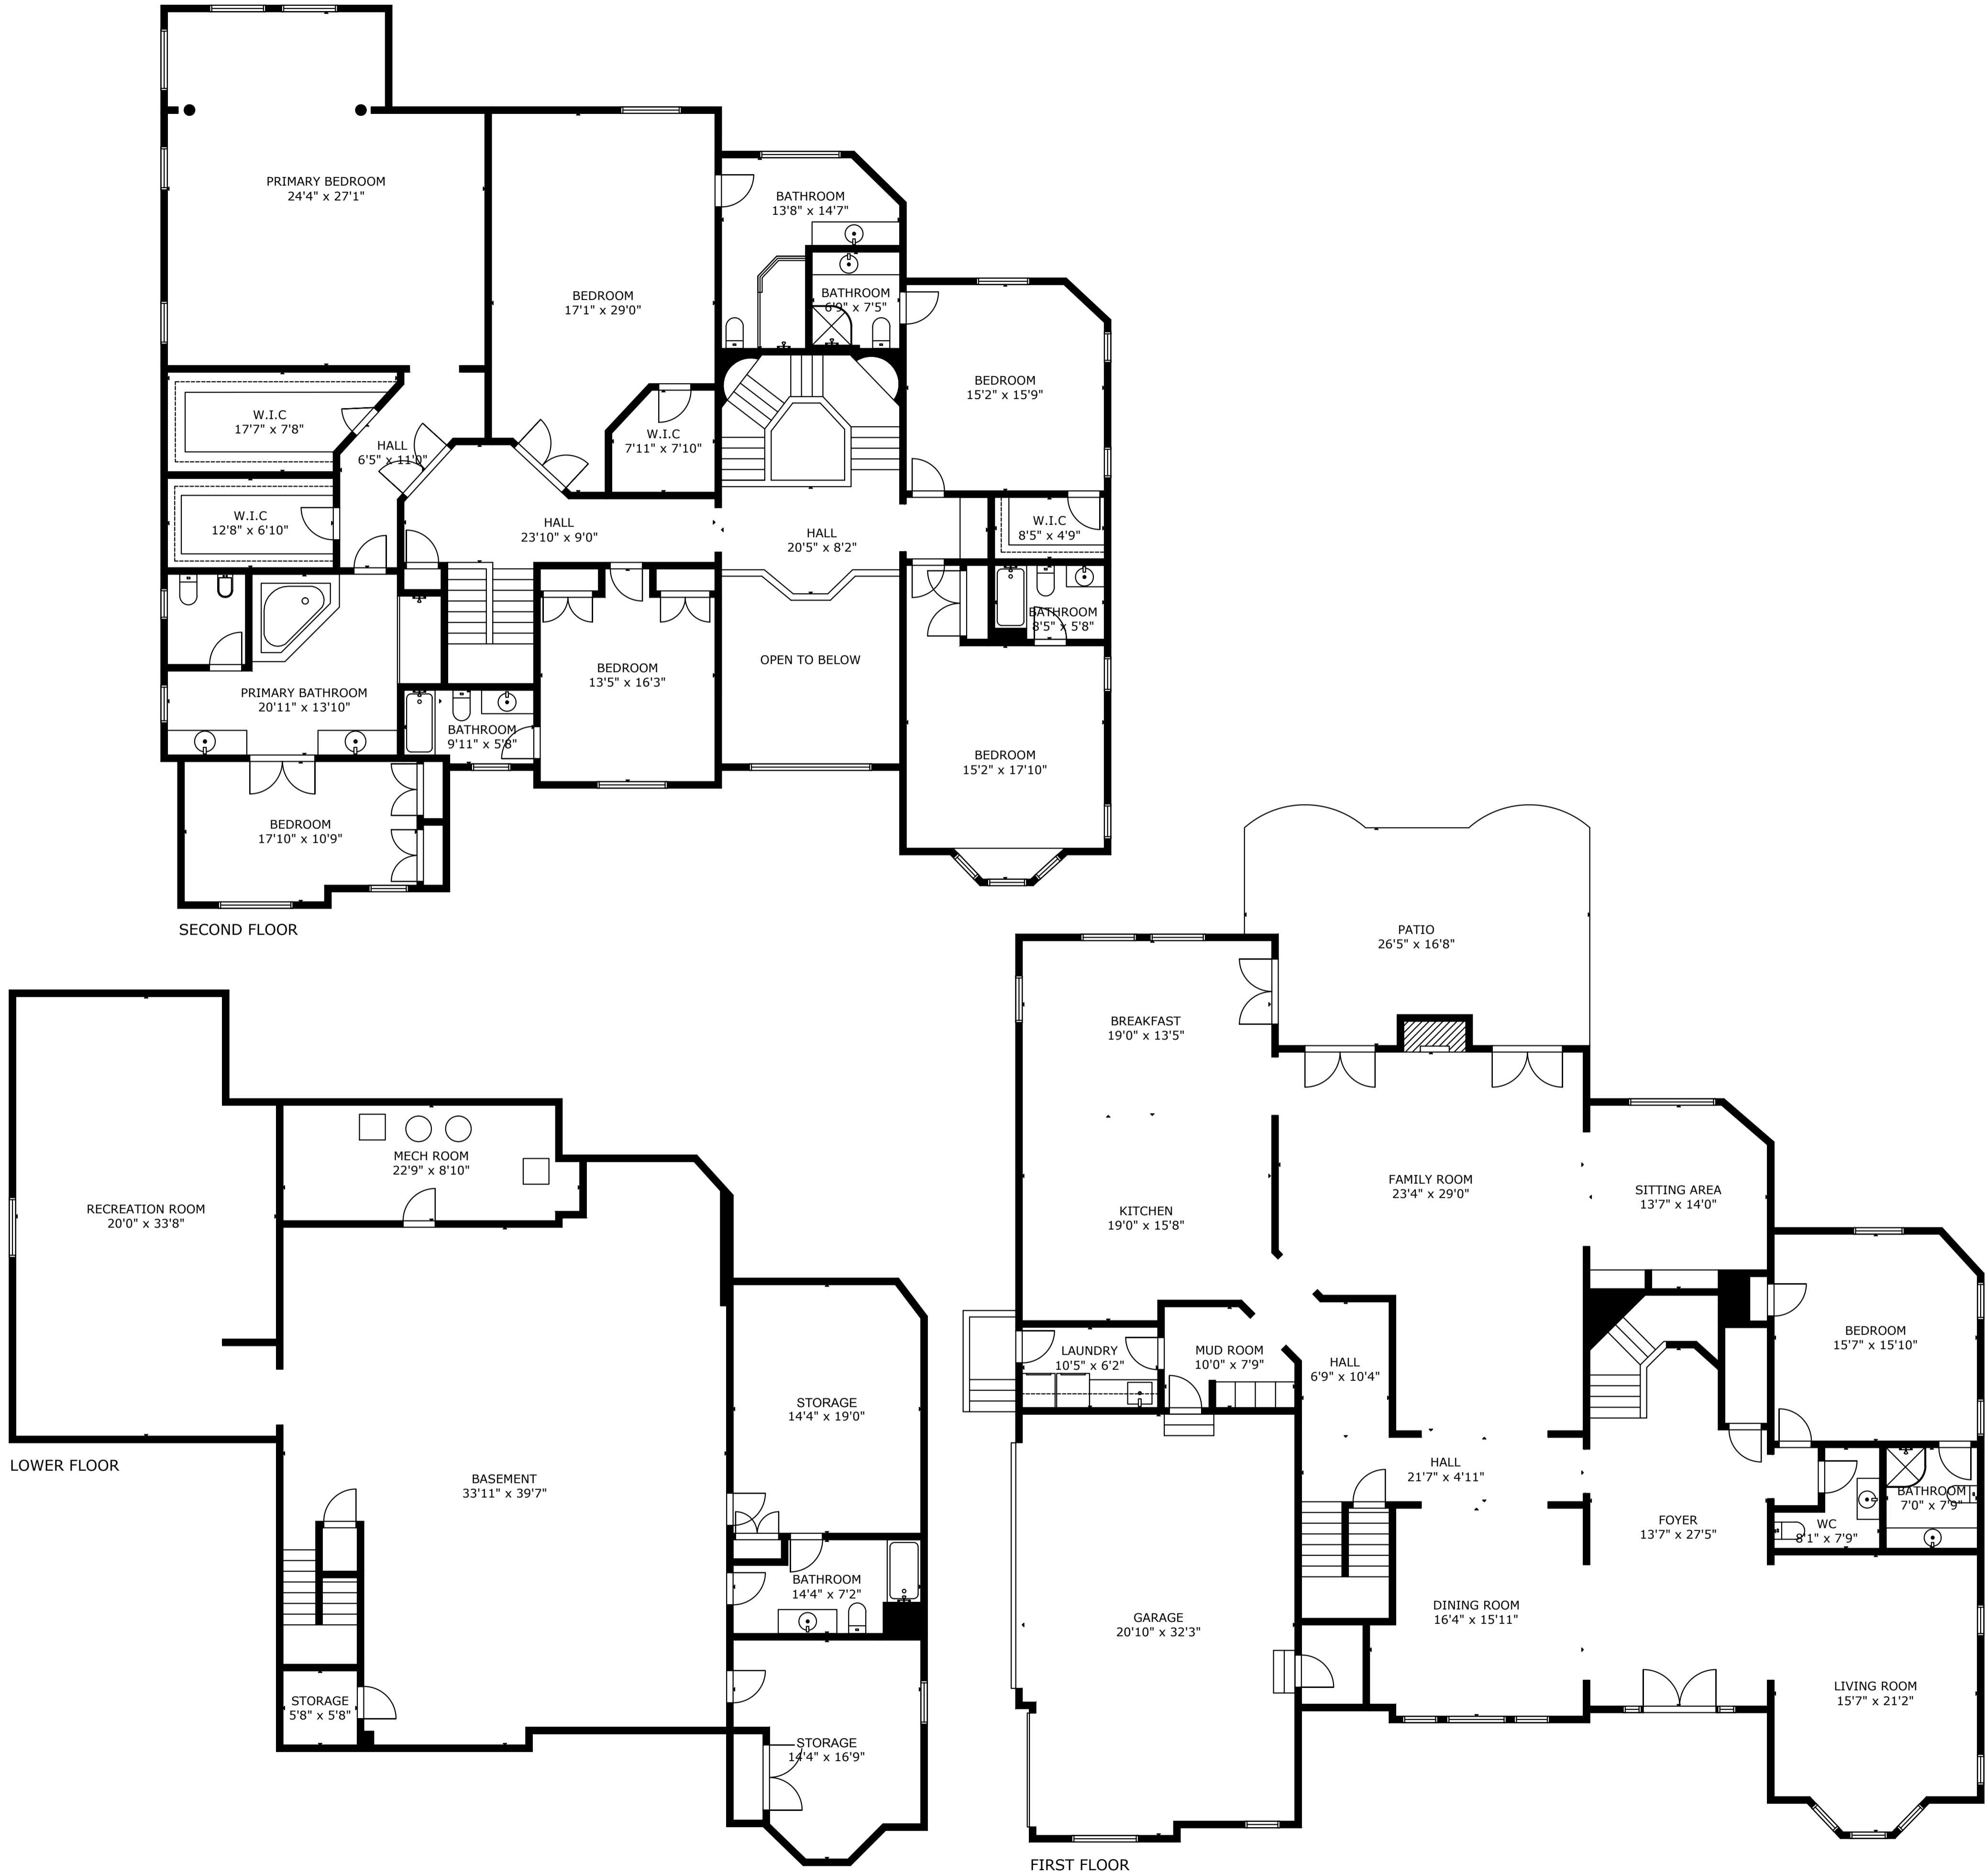 PRIMARY BEDROOM
24'4" x 27'1"
BATHROOM
13'8" x 14'7"
BEDROOM
17'1" x 29'0"
BATHROOM
6'9" x 7'5"
BEDROOM
15'2" x 15'9"
W.I.C
17'7" x 7'8"
HALL
6'5" x 11'0"
W.I.C
7'11" x 7'10"
W.I.C
12'8" x 6'10"
HALL
23'10" x 9'0"
HALL
20'5" x 8'2"
W.I.C
8'5" x 4'9"
BATHROOM
8'5" x 5'8"
OPEN TO BELOW
BEDROOM
13'5" x 16'3"
PRIMARY BATHROOM
20'11" x 13'10"
BATHROOM
9'11" x 5'8"
BEDROOM
15'2" x 17'10"
BEDROOM
17'10" x 10'9"
SECOND FLOOR
RECREATION ROOM
20'0" x 33'8"
MECH ROOM
22'9" x 8'10"
STORAGE
14'4" x 19'0"
BASEMENT
33'11" x 39'7"
BATHROOM
14'4" x 7'2"
STORAGE
5'8" x 5'8"
STORAGE
14'4" x 16'9"
LOWER FLOOR
PATIO
26'5" x 16'8"
BREAKFAST
19'0" x 13'5"
FAMILY ROOM
23'4" x 29'0"
SITTING AREA
13'7" x 14'0"
KITCHEN
19'0" x 15'8"
BEDROOM
15'7" x 15'10"
LAUNDRY
10'5" x 6'2"
MUD ROOM
10'0" x 7'9"
HALL
6'9" x 10'4"
HALL
21'7" x 4'11"
BATHROOM
7'0" x 7'9"
FOYER
13'7" x 27'5"
WC
8'1" x 7'9"
DINING ROOM
16'4" x 15'11"
GARAGE
20'10" x 32'3"
LIVING ROOM
15'7" x 21'2"
FIRST FLOOR